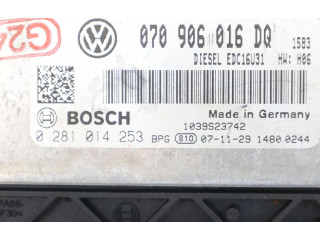 G24
070 906 016 DQ 1583
DIESEL EDC16U31 HW: H06
BOSCH Made in Germany
1039S23742
0 281 014 253 BPG 810 07-11-29 1480 0244